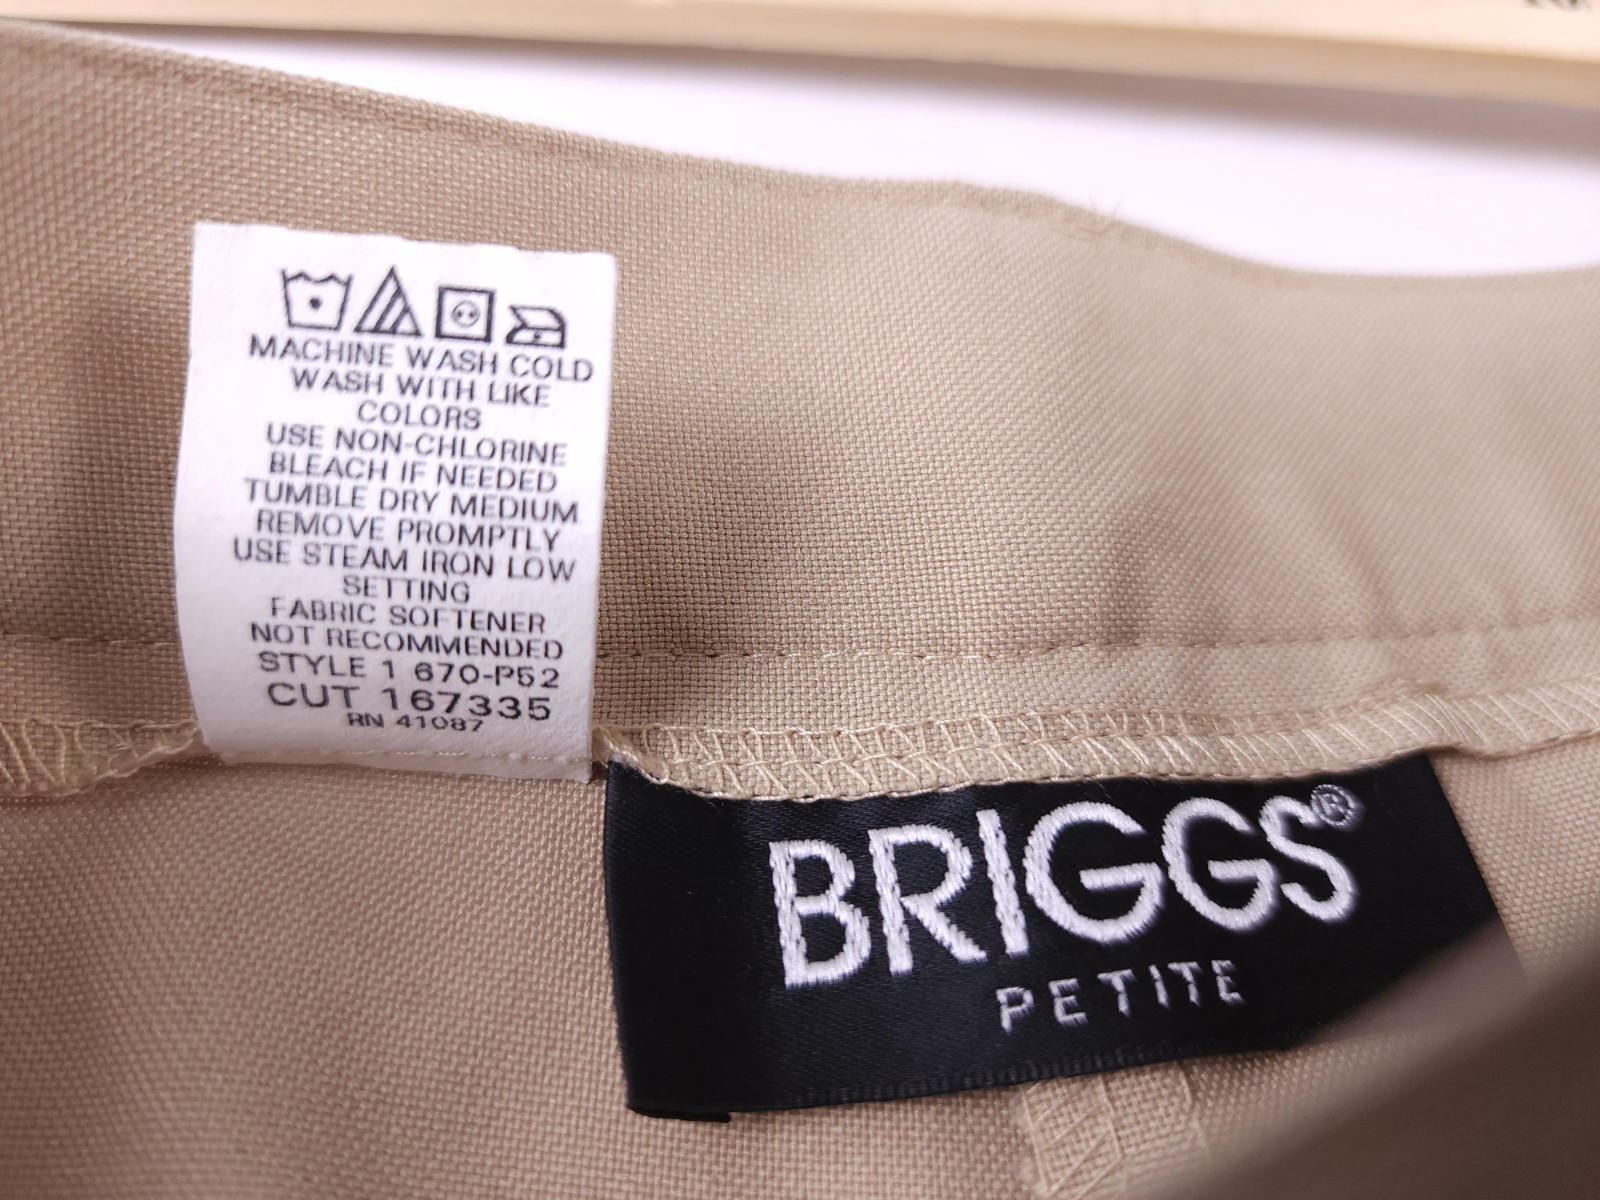 MACHINE WASH COLD
WASH WITH LIKE
COLORS
USE NON-CHLORINE
BLEACH IF NEEDED
TUMBLE DRY MEDIUM
REMOVE PROMPTLY
USE STEAM IRON LOW
SETTING
FABRIC SOFTENER
NOT RECOMMENDED
STYLE 1 670-P52
CUT 167335
RN 41087
BRIGGS®
PETITE